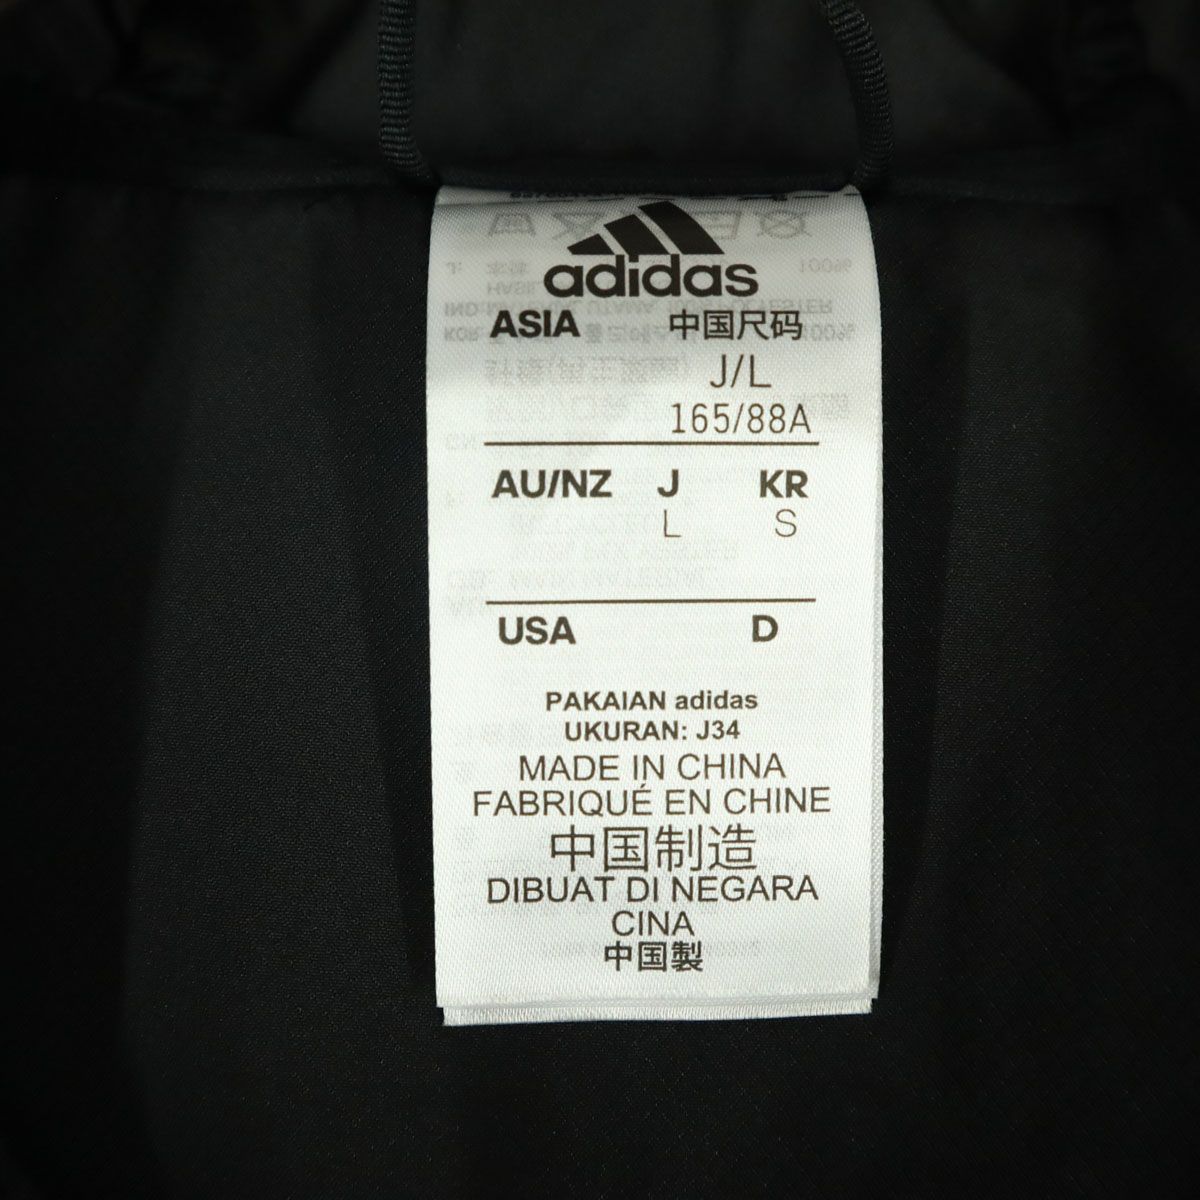 adidas
ASIA 中国尺码
J/L
165/88A
AU/NZ J KR
L S
USA D
PAKAIAN adidas
UKURAN: J34
MADE IN CHINA
FABRIQUÉ EN CHINE
中国制造
DIBUAT DI NEGARA
CINA
中国製